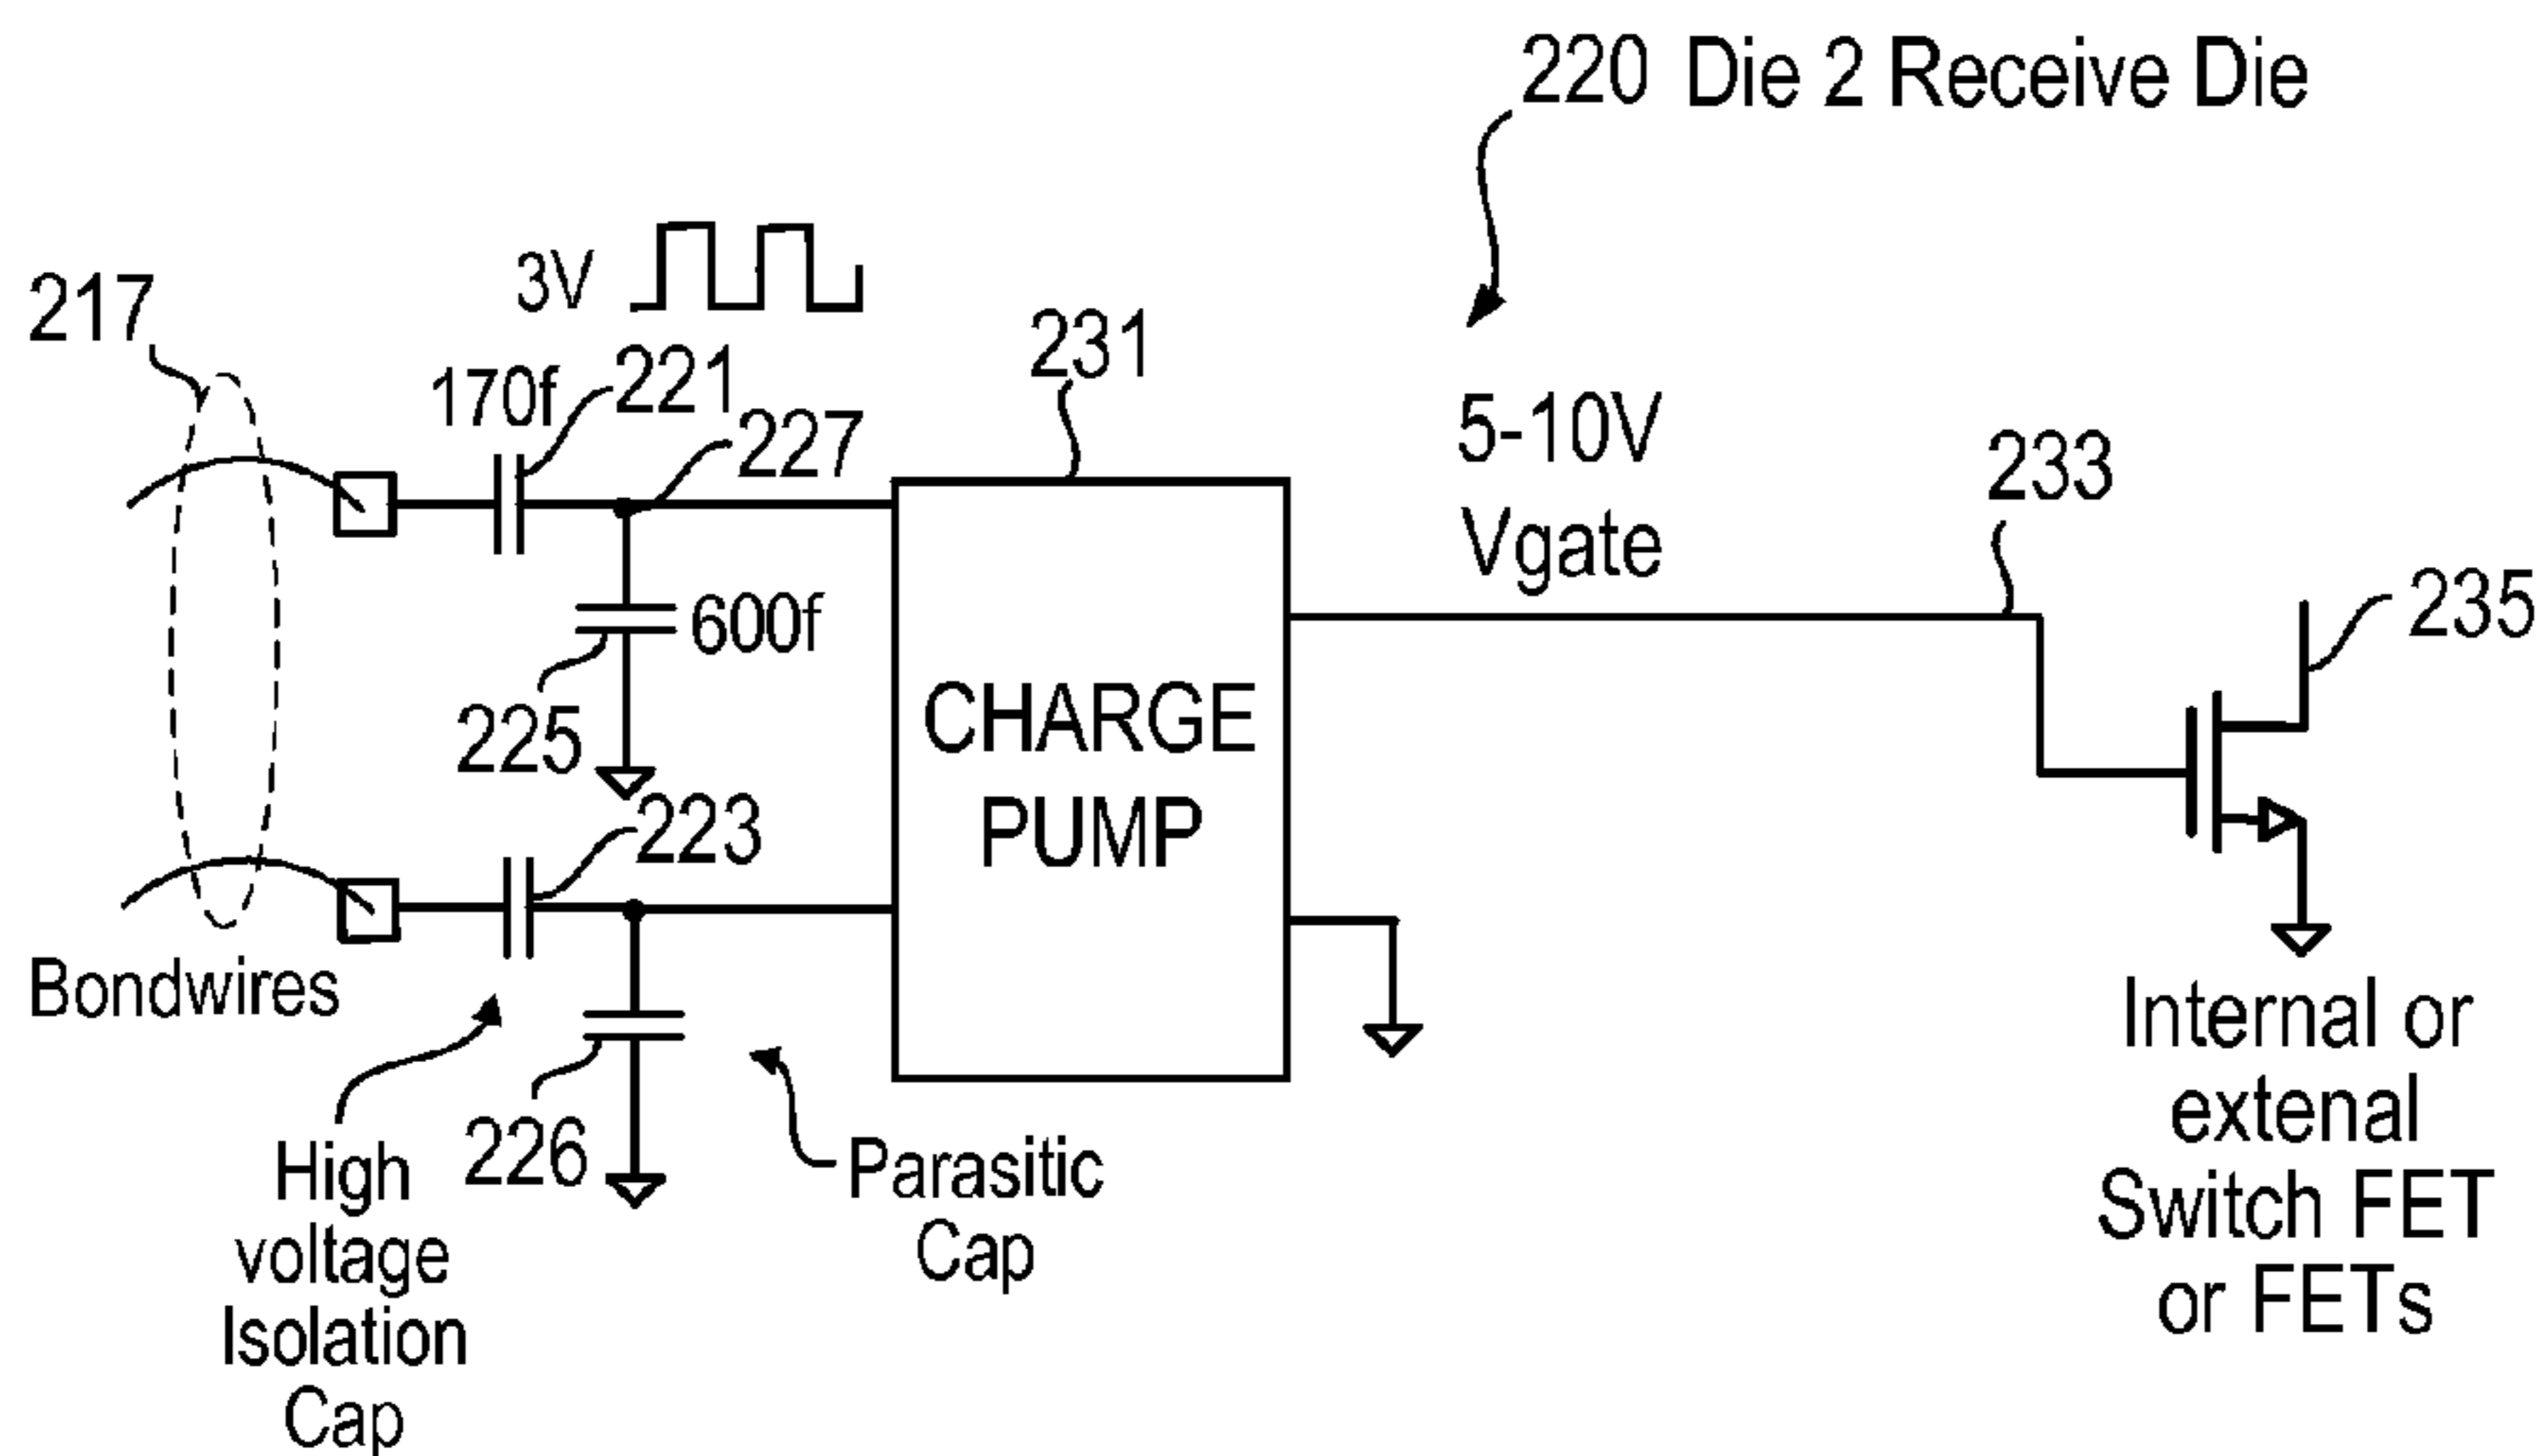 220 Die 2 Receive Die
217
3V
170f
221
227
231
5-10V
Vgate
233
235
600f
225
CHARGE
PUMP
223
Bondwires
226
High
voltage
Isolation
Cap
Parasitic
Cap
Internal or
extenal
Switch FET
or FETs